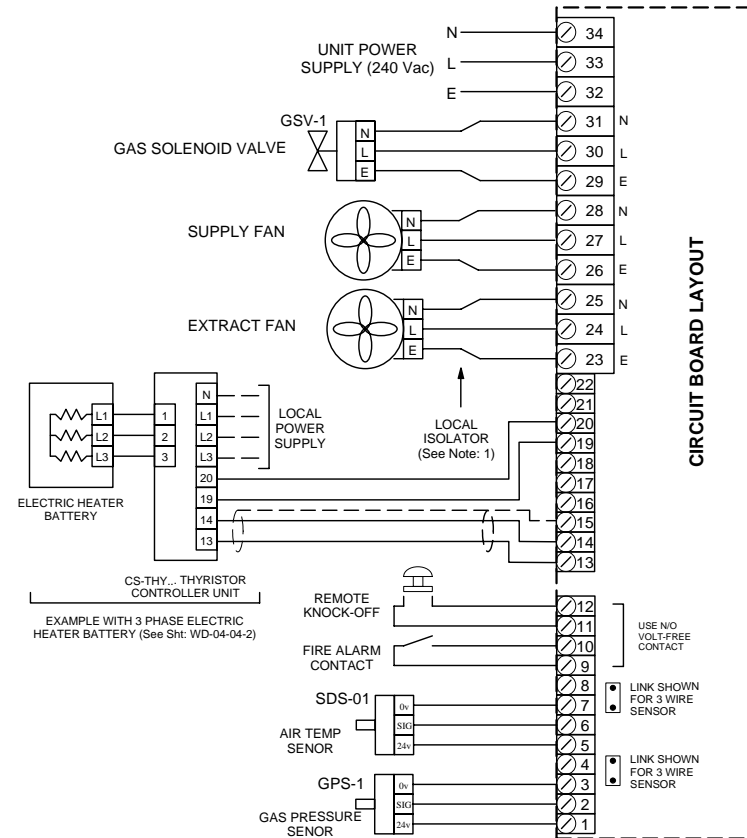 N
34
UNIT POWER
SUPPLY (240 Vac)
L
33
E
32
GSV-1
GAS SOLENOID VALVE
N
L
E
31 N
30 L
29 E
SUPPLY FAN
N
L
E
28 N
27 L
26 E
EXTRACT FAN
N
L
E
25 N
24 L
23 E
CIRCUIT BOARD LAYOUT
LOCAL
ISOLATOR
(See Note: 1)
22
21
20
19
18
17
16
15
14
13
L1
L2
L3
1
2
3
N
L1
L2
L3
20
19
14
13
LOCAL
POWER
SUPPLY
ELECTRIC HEATER
BATTERY
CS-THY... THYRISTOR
CONTROLLER UNIT
EXAMPLE WITH 3 PHASE ELECTRIC
HEATER BATTERY (See Sht: WD-04-04-2)
REMOTE
KNOCK-OFF
FIRE ALARM
CONTACT
12
11
10
9
USE N/O
VOLT-FREE
CONTACT
SDS-01
AIR TEMP
SENOR
0v
SIG
24v
8
7
6
5
LINK SHOWN
FOR 3 WIRE
SENSOR
GPS-1
GAS PRESSURE
SENOR
0v
SIG
24v
4
3
2
1
LINK SHOWN
FOR 3 WIRE
SENSOR